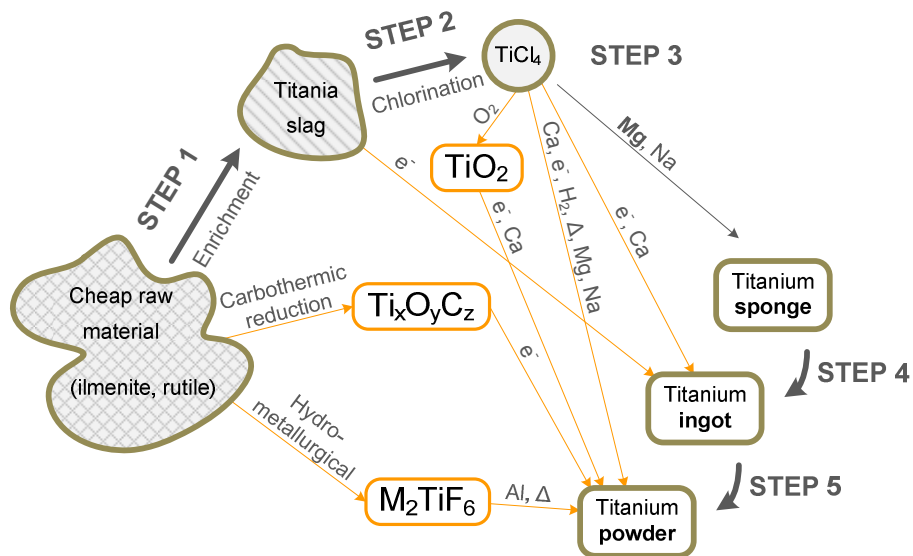 STEP 2
TiCl₄
STEP 3
Titania
slag
Chlorination
O₂
Mg, Na
STEP 1
Enrichment
e⁻
TiO₂
Ca, e⁻, H₂, Δ, Mg, Na
e⁻, Ca
e⁻, Ca
Cheap raw
material
(ilmenite, rutile)
Carbothermic
reduction
TiₓOᵧC_z
Titanium
sponge
e⁻
STEP 4
Titanium
ingot
Hydro-
metallurgical
M₂TiF₆
Al, Δ
Titanium
powder
STEP 5